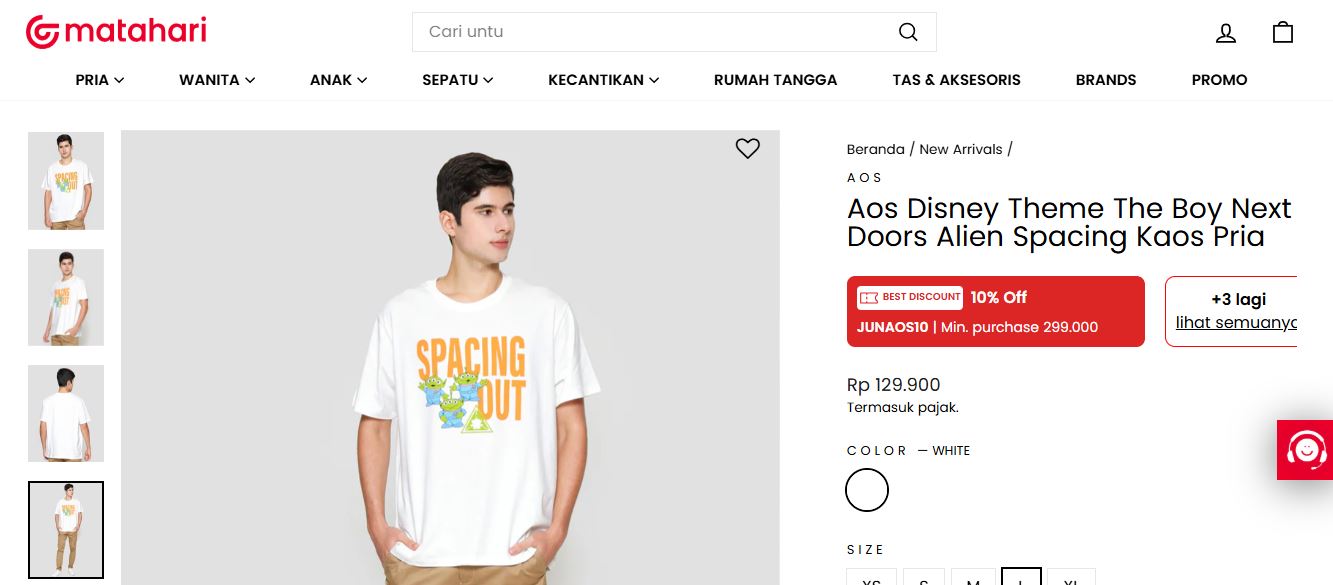 matahari
Cari untu
PRIA
WANITA
ANAK
SEPATU
KECANTIKAN
RUMAH TANGGA
TAS & AKSESORIS
BRANDS
PROMO
SPACING
OUT
Beranda / New Arrivals /
AOS
Aos Disney Theme The Boy Next
Doors Alien Spacing Kaos Pria
BEST DISCOUNT 10% Off
JUNAOS10 | Min. purchase 299.000
+3 lagi
lihat semuanya
Rp 129.900
Termasuk pajak.
COLOR — WHITE
SIZE
XS
S
M
L
XL